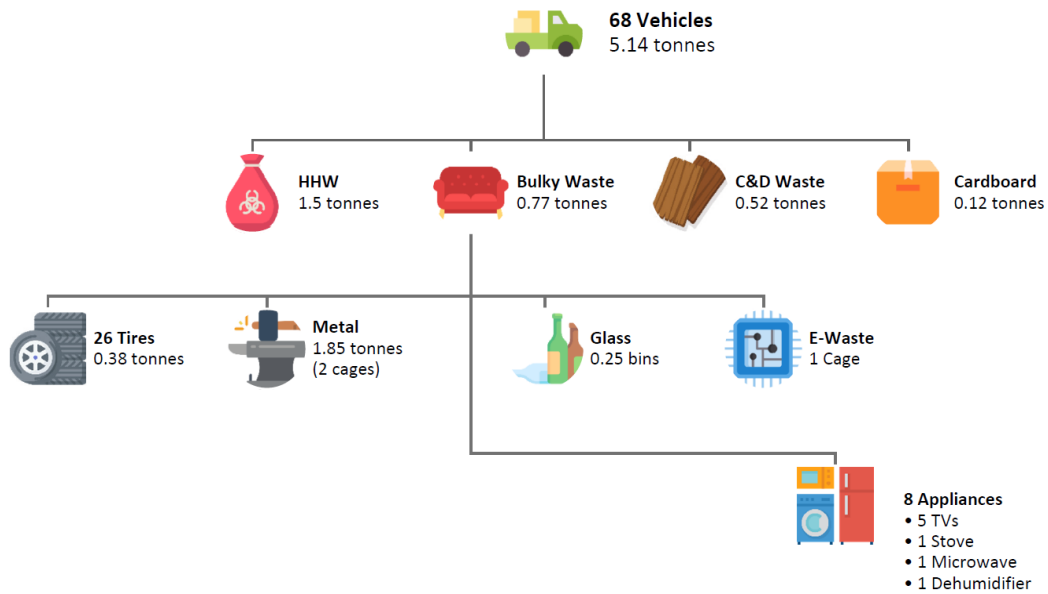 68 Vehicles
5.14 tonnes
HHW
1.5 tonnes
Bulky Waste
0.77 tonnes
C&D Waste
0.52 tonnes
Cardboard
0.12 tonnes
26 Tires
0.38 tonnes
Metal
1.85 tonnes
(2 cages)
Glass
0.25 bins
E-Waste
1 Cage
8 Appliances
• 5 TVs
• 1 Stove
• 1 Microwave
• 1 Dehumidifier